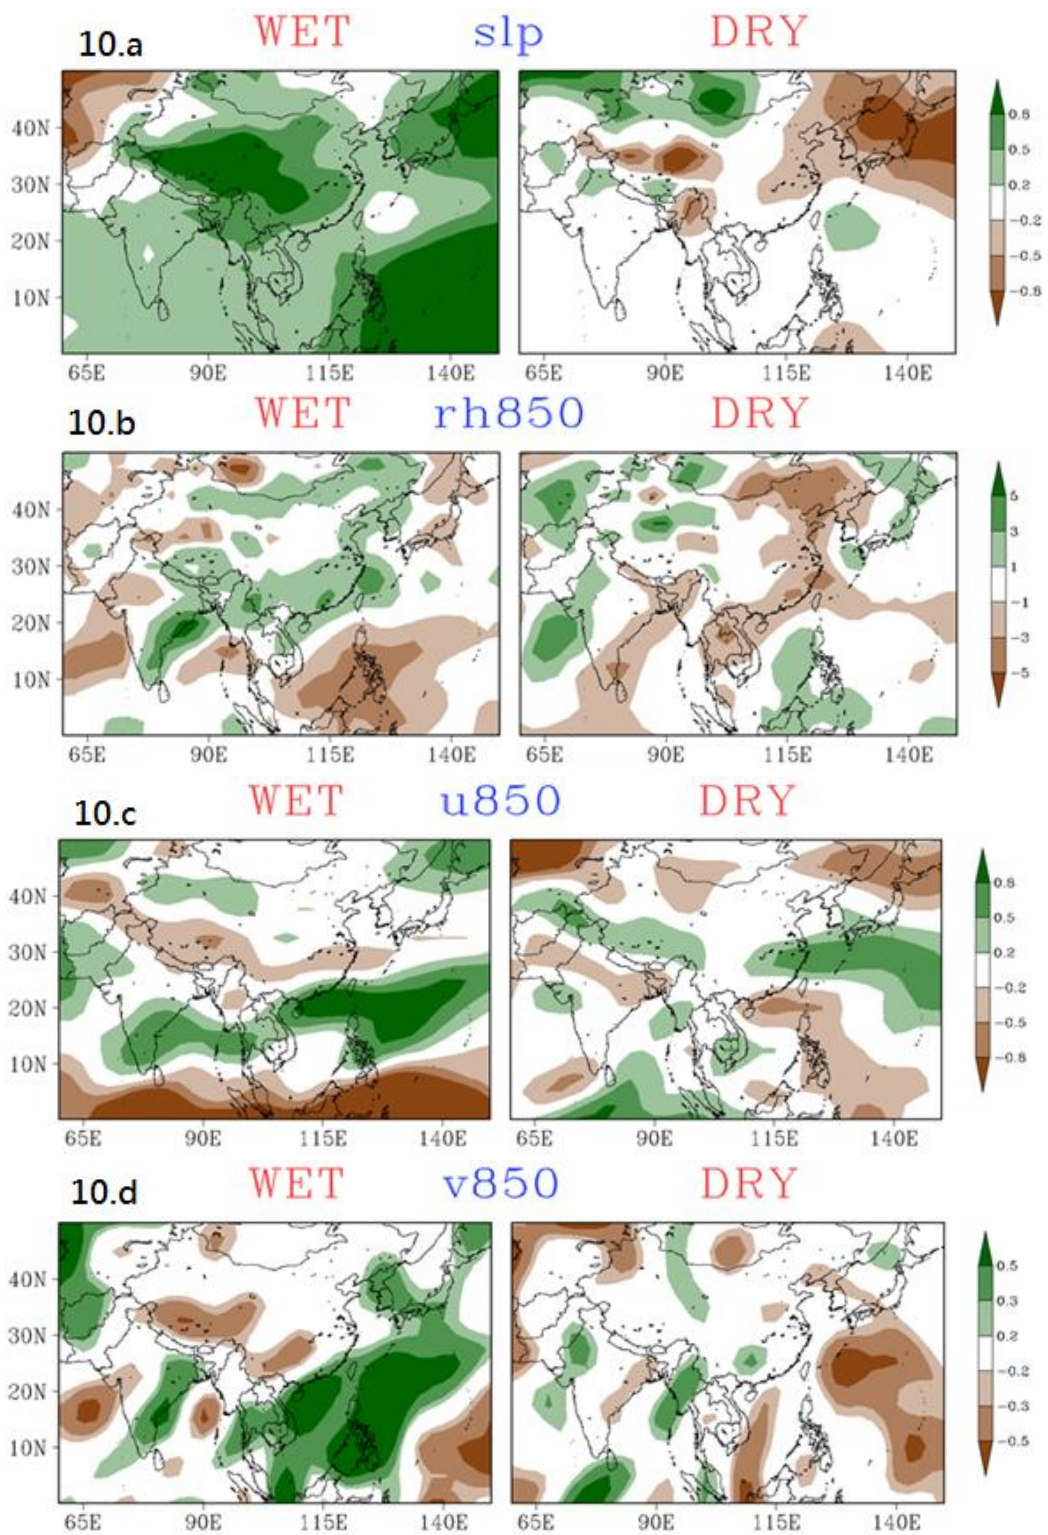 10.a WET slp DRY
40N
30N
20N
10N
0.8
0.5
0.2
−0.2
−0.5
−0.8
65E 90E 115E 140E 65E 90E 115E 140E
10.b WET rh850 DRY
40N
30N
20N
10N
5
3
1
−1
−3
−5
65E 90E 115E 140E 65E 90E 115E 140E
10.c WET u850 DRY
40N
30N
20N
10N
0.8
0.5
0.2
−0.2
−0.5
−0.8
65E 90E 115E 140E 65E 90E 115E 140E
10.d WET v850 DRY
40N
30N
20N
10N
0.5
0.3
0.2
−0.2
−0.3
−0.5
65E 90E 115E 140E 65E 90E 115E 140E